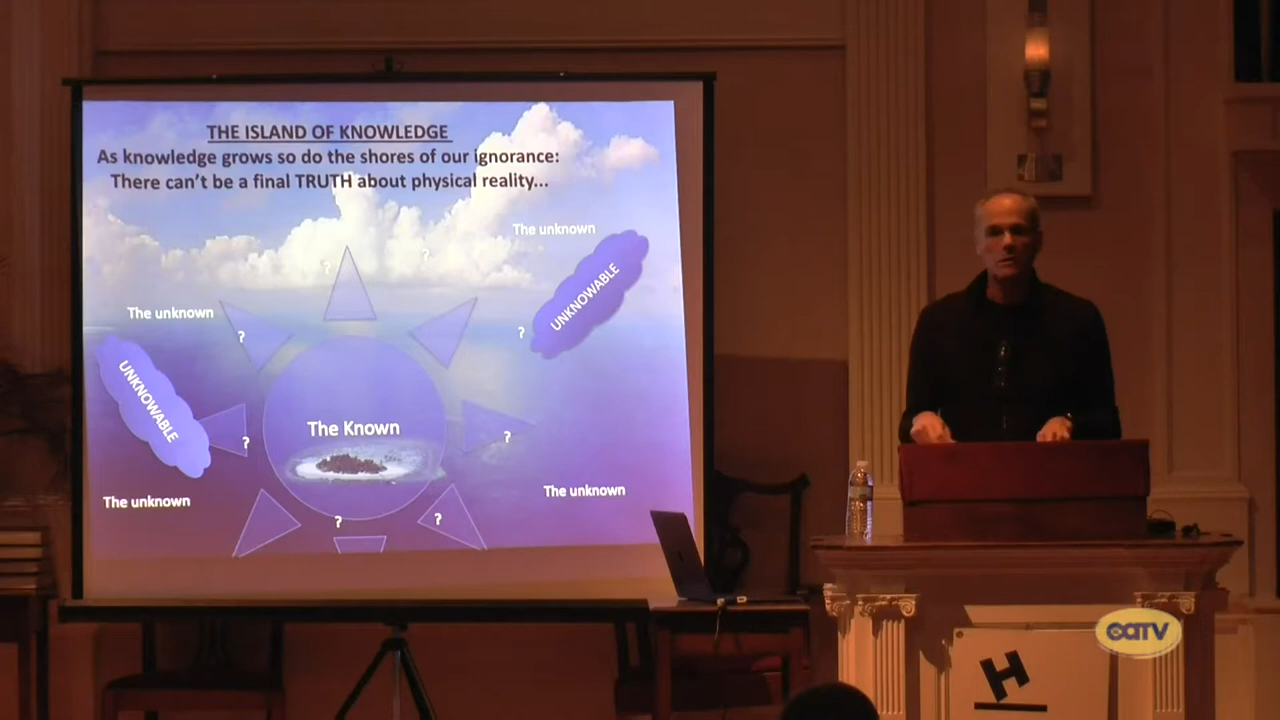 THE ISLAND OF KNOWLEDGE
As knowledge grows so do the shores of our ignorance:
There can't be a final TRUTH about physical reality...
The unknown
?
?
UNKNOWABLE
The unknown
?
?
UNKNOWABLE
The Known
?
?
The unknown
The unknown
?
?
CATV
H